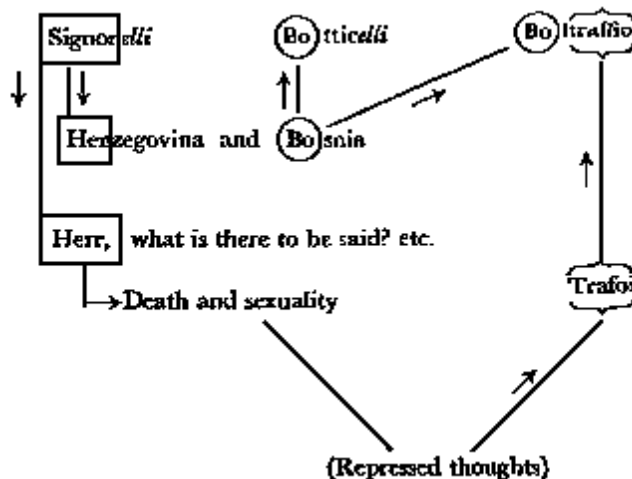 Signorelli Botticelli Boltraffio
Herzegovina and Bosnia
Herr, what is there to be said? etc.
Trafoi
Death and sexuality
(Repressed thoughts)